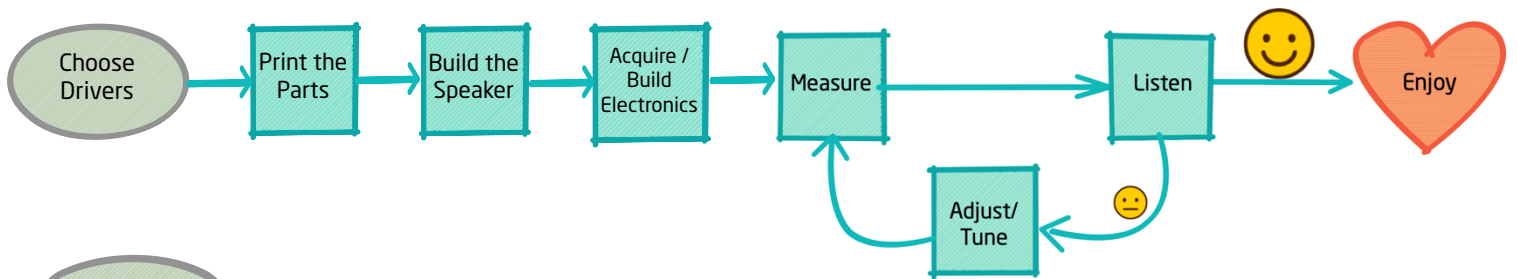 Choose
Drivers
Print the
Parts
Build the
Speaker
Acquire /
Build
Electronics
Measure
Listen
Enjoy
Adjust/
Tune